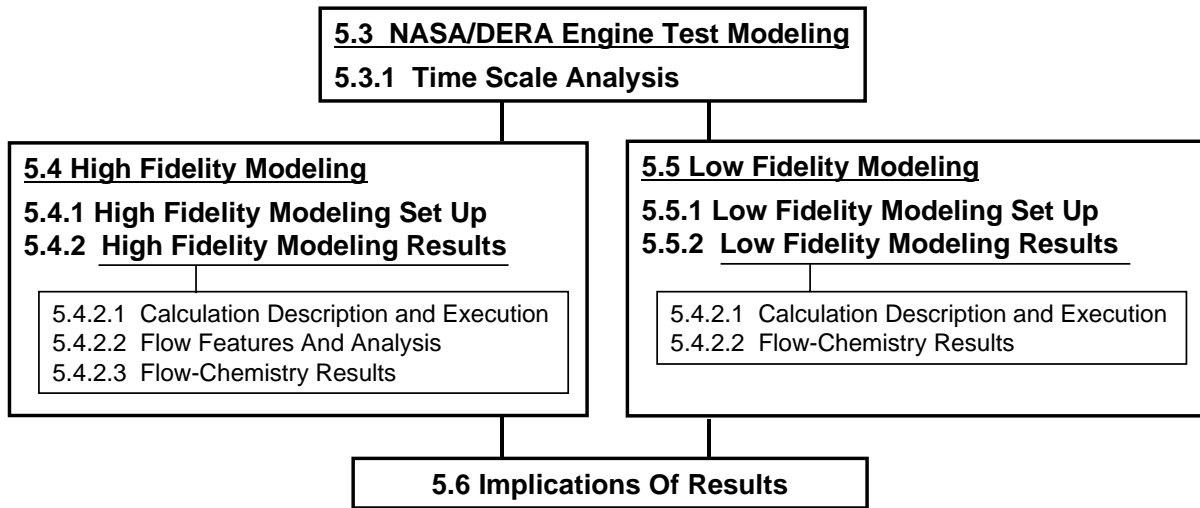 5.3 NASA/DERA Engine Test Modeling
5.3.1 Time Scale Analysis
5.4 High Fidelity Modeling
5.4.1 High Fidelity Modeling Set Up
5.4.2 High Fidelity Modeling Results
5.4.2.1 Calculation Description and Execution
5.4.2.2 Flow Features And Analysis
5.4.2.3 Flow-Chemistry Results
5.5 Low Fidelity Modeling
5.5.1 Low Fidelity Modeling Set Up
5.5.2 Low Fidelity Modeling Results
5.4.2.1 Calculation Description and Execution
5.4.2.2 Flow-Chemistry Results
5.6 Implications Of Results